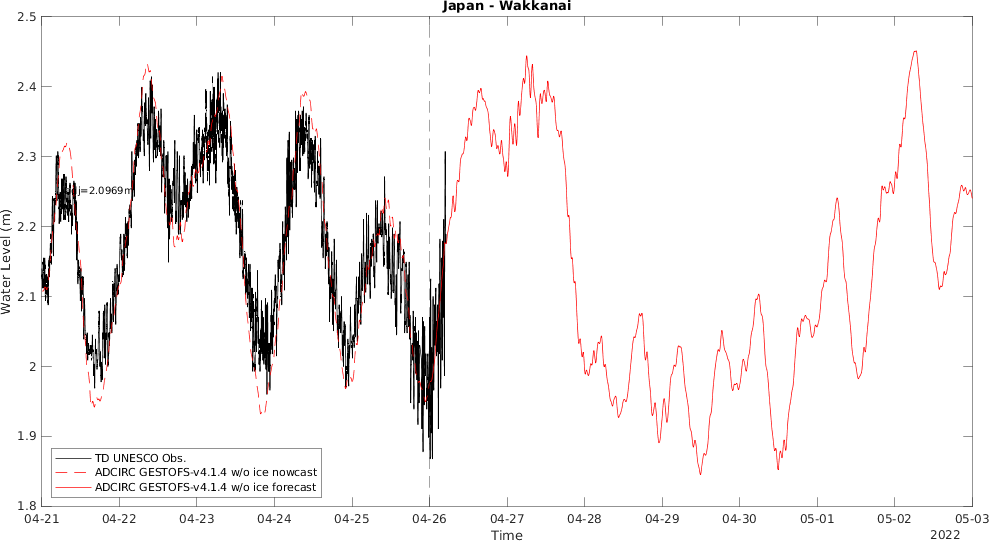 Japan - Wakkanai
2.5
2.4
2.3
2.2
2.1
2
1.9
1.8
Water Level (m)
j=2.0969m
TD UNESCO Obs.
ADCIRC GESTOFS-v4.1.4 w/o ice nowcast
ADCIRC GESTOFS-v4.1.4 w/o ice forecast
04-21 04-22 04-23 04-24 04-25 04-26 04-27 04-28 04-29 04-30 05-01 05-02 05-03
Time
2022